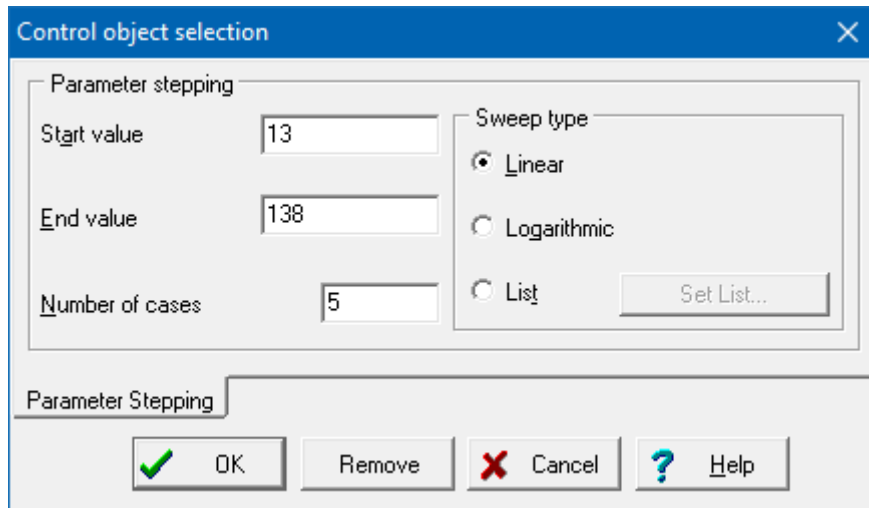 Control object selection
Parameter stepping
Start value
13
End value
138
Number of cases
5
Sweep type
Linear
Logarithmic
List
Set List...
Parameter Stepping
OK
Remove
Cancel
Help